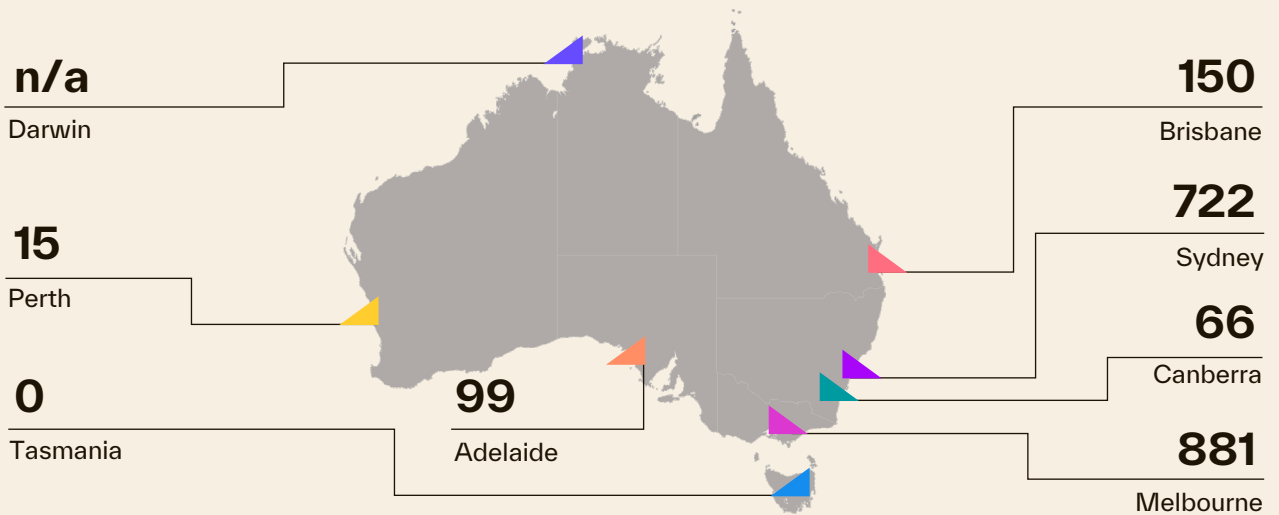 n/a
Darwin
15
Perth
0
Tasmania
99
Adelaide
150
Brisbane
722
Sydney
66
Canberra
881
Melbourne